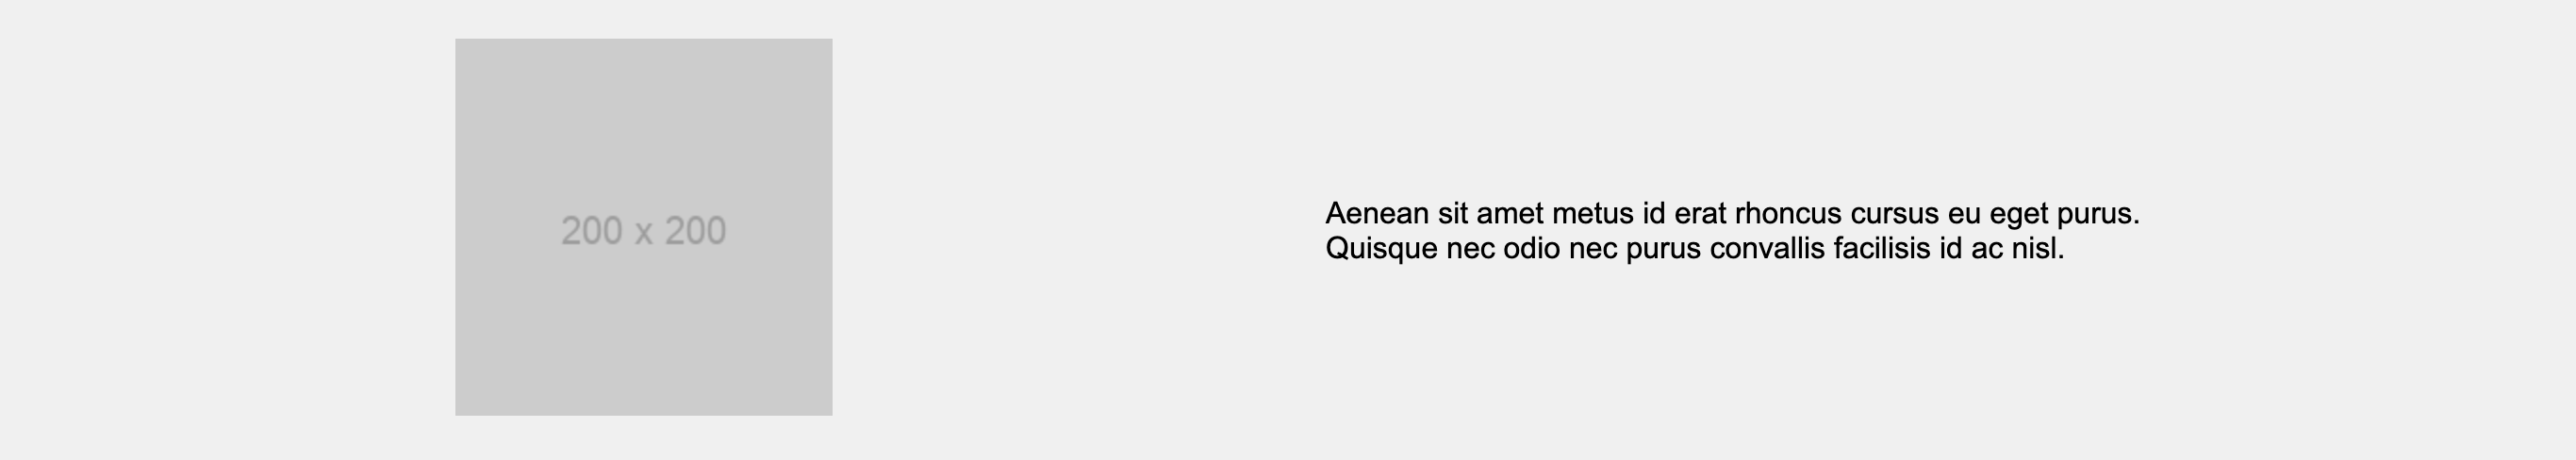 200 x 200
Aenean sit amet metus id erat rhoncus cursus eu eget purus.
Quisque nec odio nec purus convallis facilisis id ac nisl.